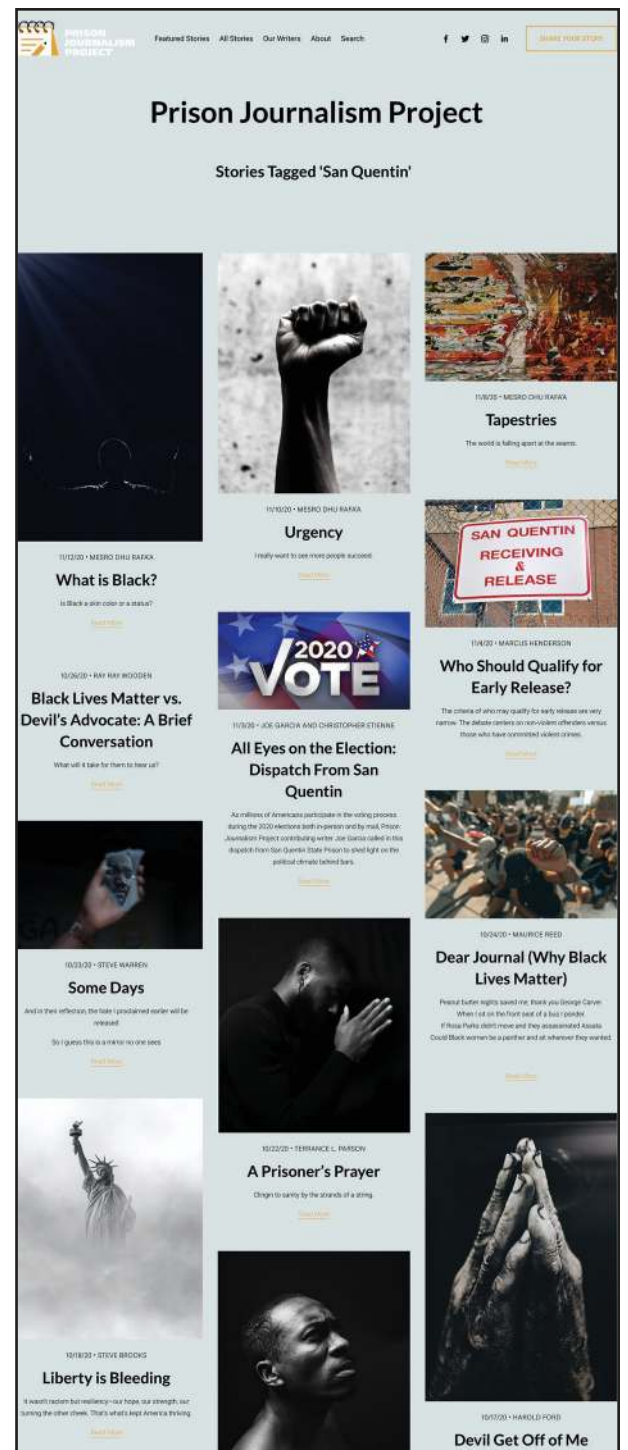 PRISON
JOURNALISM
PROJECT
Featured Stories All Stories Our Writers About Search
SHARE YOUR STORY
Prison Journalism Project
Stories Tagged 'San Quentin'
11/12/20 • MESRO DHU RAFA'A
What is Black?
Is Black a skin color or a status?
Read More
10/26/20 • RAY RAY WOODEN
Black Lives Matter vs.
Devil's Advocate: A Brief
Conversation
What will it take for them to hear us?
Read More
10/23/20 • STEVE WARREN
Some Days
And in their reflection, the hate I proclaimed earlier will be
released
So I guess this is a mirror no one sees
Read More
10/18/20 • STEVE BROOKS
Liberty is Bleeding
It wasn't racism but resiliency – our hope, our strength, our
turning the other cheek. That's what's kept America thriving.
Read More
11/10/20 • MESRO DHU RAFA'A
Urgency
I really want to see more people succeed.
Read More
2020
VOTE
11/3/20 • JOE GARCIA AND CHRISTOPHER ETIENNE
All Eyes on the Election:
Dispatch From San
Quentin
As millions of Americans participate in the voting process
during the 2020 elections both in-person and by mail, Prison
Journalism Project contributing writer Joe Garcia called in this
dispatch from San Quentin State Prison to shed light on the
political climate behind bars.
Read More
10/22/20 • TERRANCE L. PARSON
A Prisoner's Prayer
Clingin to sanity by the strands of a string.
Read More
11/8/20 • MESRO DHU RAFA'A
Tapestries
The world is falling apart at the seams.
Read More
SAN QUENTIN
RECEIVING
&
RELEASE
11/4/20 • MARCUS HENDERSON
Who Should Qualify for
Early Release?
The criteria of who may qualify for early release are very
narrow. The debate centers on non-violent offenders versus
those who have committed violent crimes.
Read More
10/24/20 • MAURICE REED
Dear Journal (Why Black
Lives Matter)
Peanut butter nights saved me, thank you George Carver.
When I sit on the front seat of a bus I ponder
If Rosa Parks didn't move and they assassinated Assata
Could Black women be a panther and sit wherever they wanted.
Read More
10/17/20 • HAROLD FORD
Devil Get Off of Me